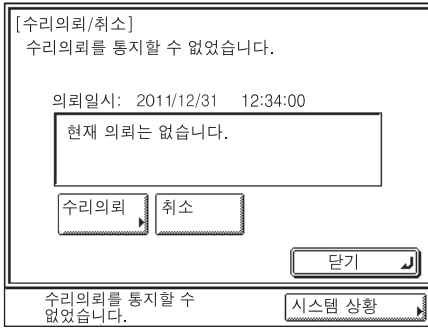 [수리의뢰/취소]
수리의뢰를 통지할 수 없었습니다.
의뢰일시: 2011/12/31 12:34:00
현재 의뢰는 없습니다.
수리의뢰 취소
닫기
수리의뢰를 통지할 수
없었습니다.
시스템 상황